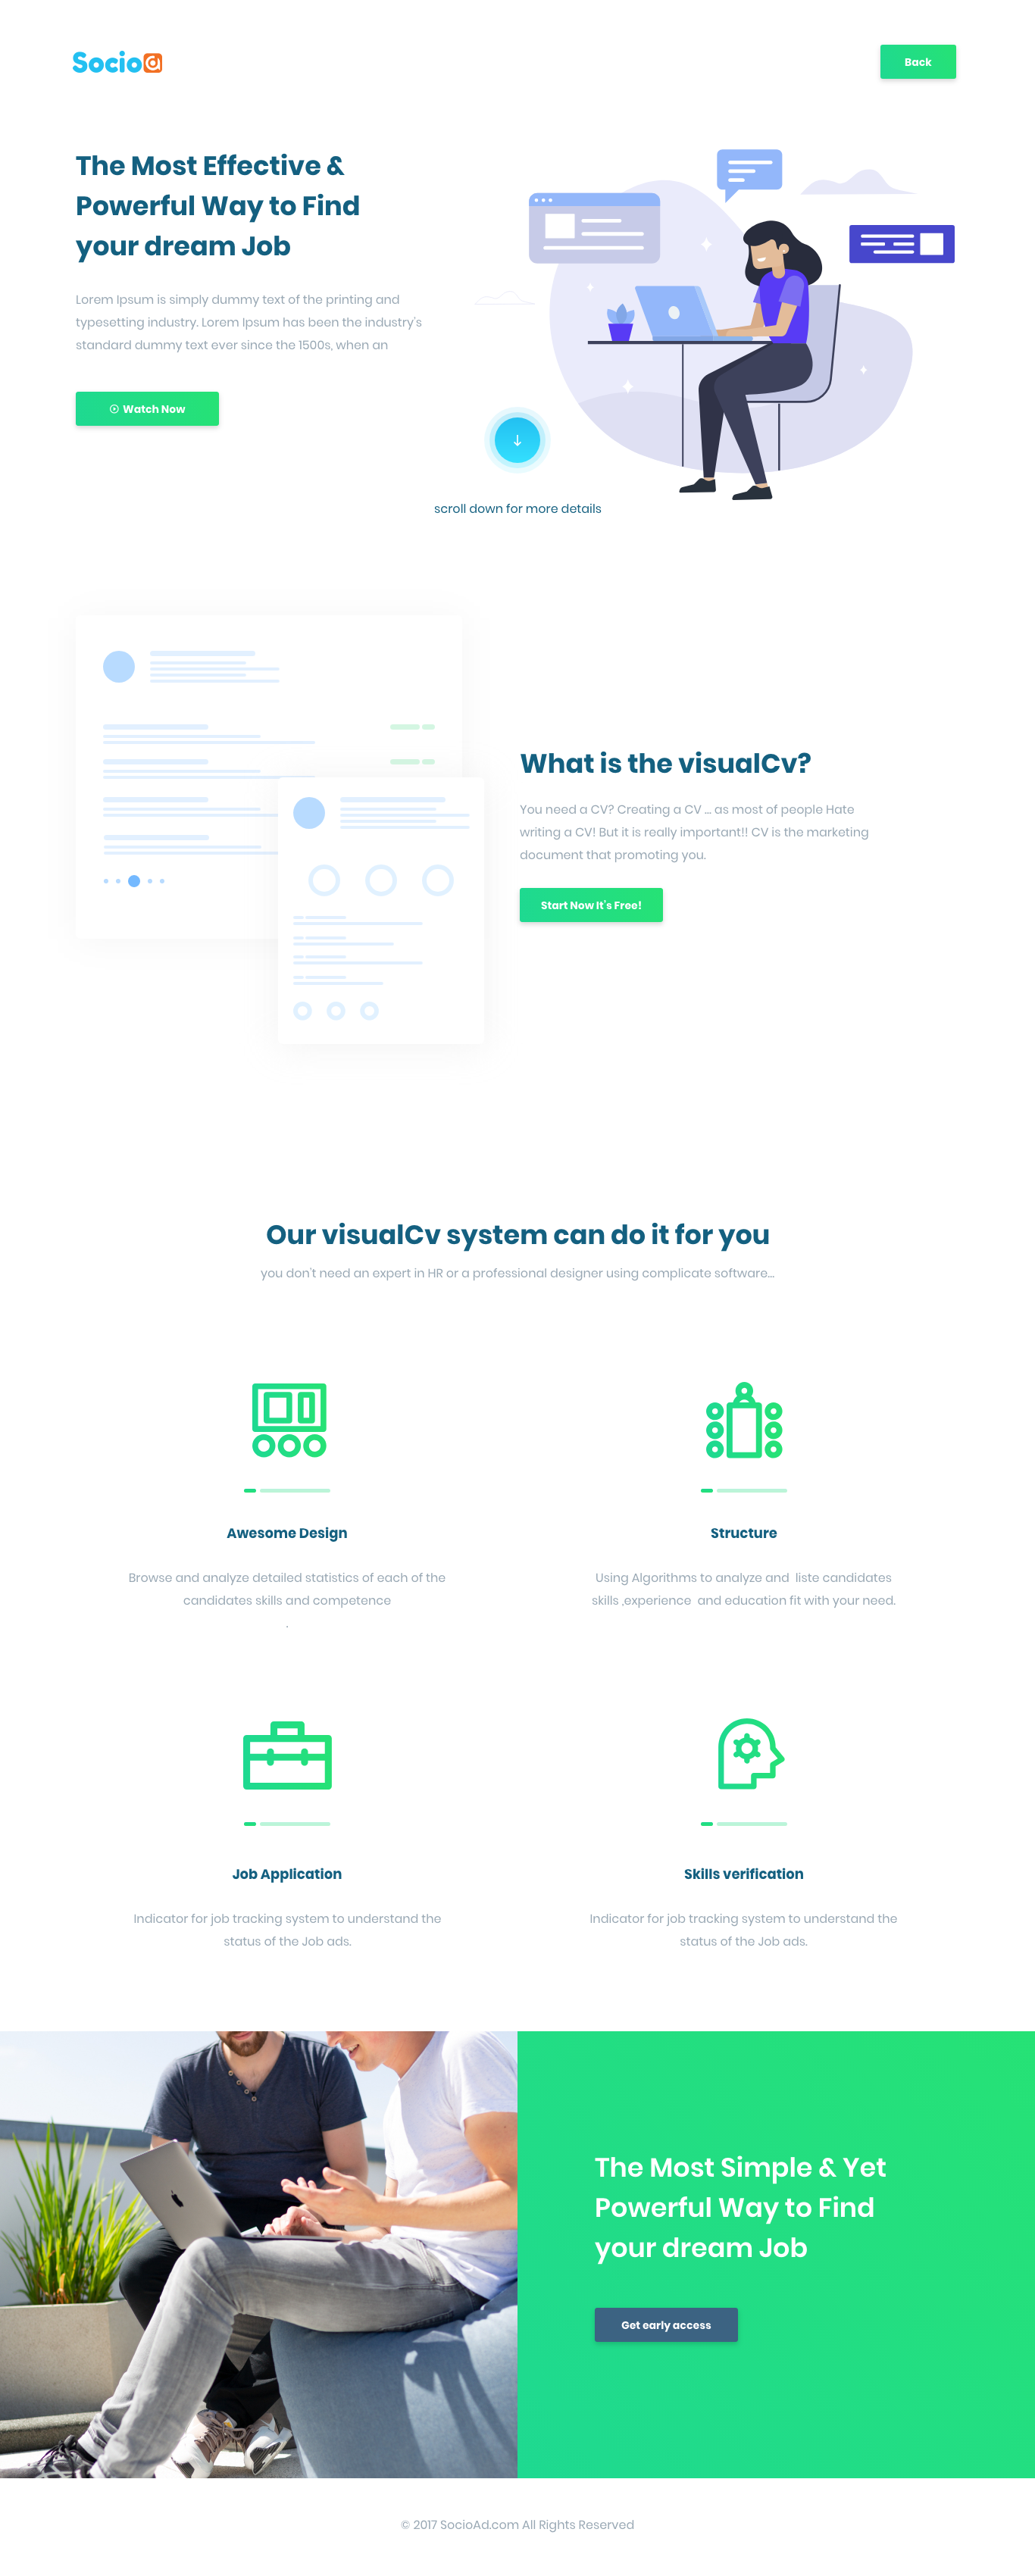 Socio
Back
The Most Effective &
Powerful Way to Find
your dream Job
Lorem Ipsum is simply dummy text of the printing and
typesetting industry. Lorem Ipsum has been the industry's
standard dummy text ever since the 1500s, when an
Watch Now
scroll down for more details
What is the visualCv?
You need a CV? Creating a CV ... as most of people Hate
writing a CV! But it is really important!! CV is the marketing
document that promoting you.
Start Now It's Free!
Our visualCv system can do it for you
you don't need an expert in HR or a professional designer using complicate software...
Awesome Design
Browse and analyze detailed statistics of each of the
candidates skills and competence
.
Structure
Using Algorithms to analyze and  liste candidates
skills ,experience  and education fit with your need.
Job Application
Indicator for job tracking system to understand the
status of the Job ads.
Skills verification
Indicator for job tracking system to understand the
status of the Job ads.
The Most Simple & Yet
Powerful Way to Find
your dream Job
Get early access
© 2017 SocioAd.com All Rights Reserved